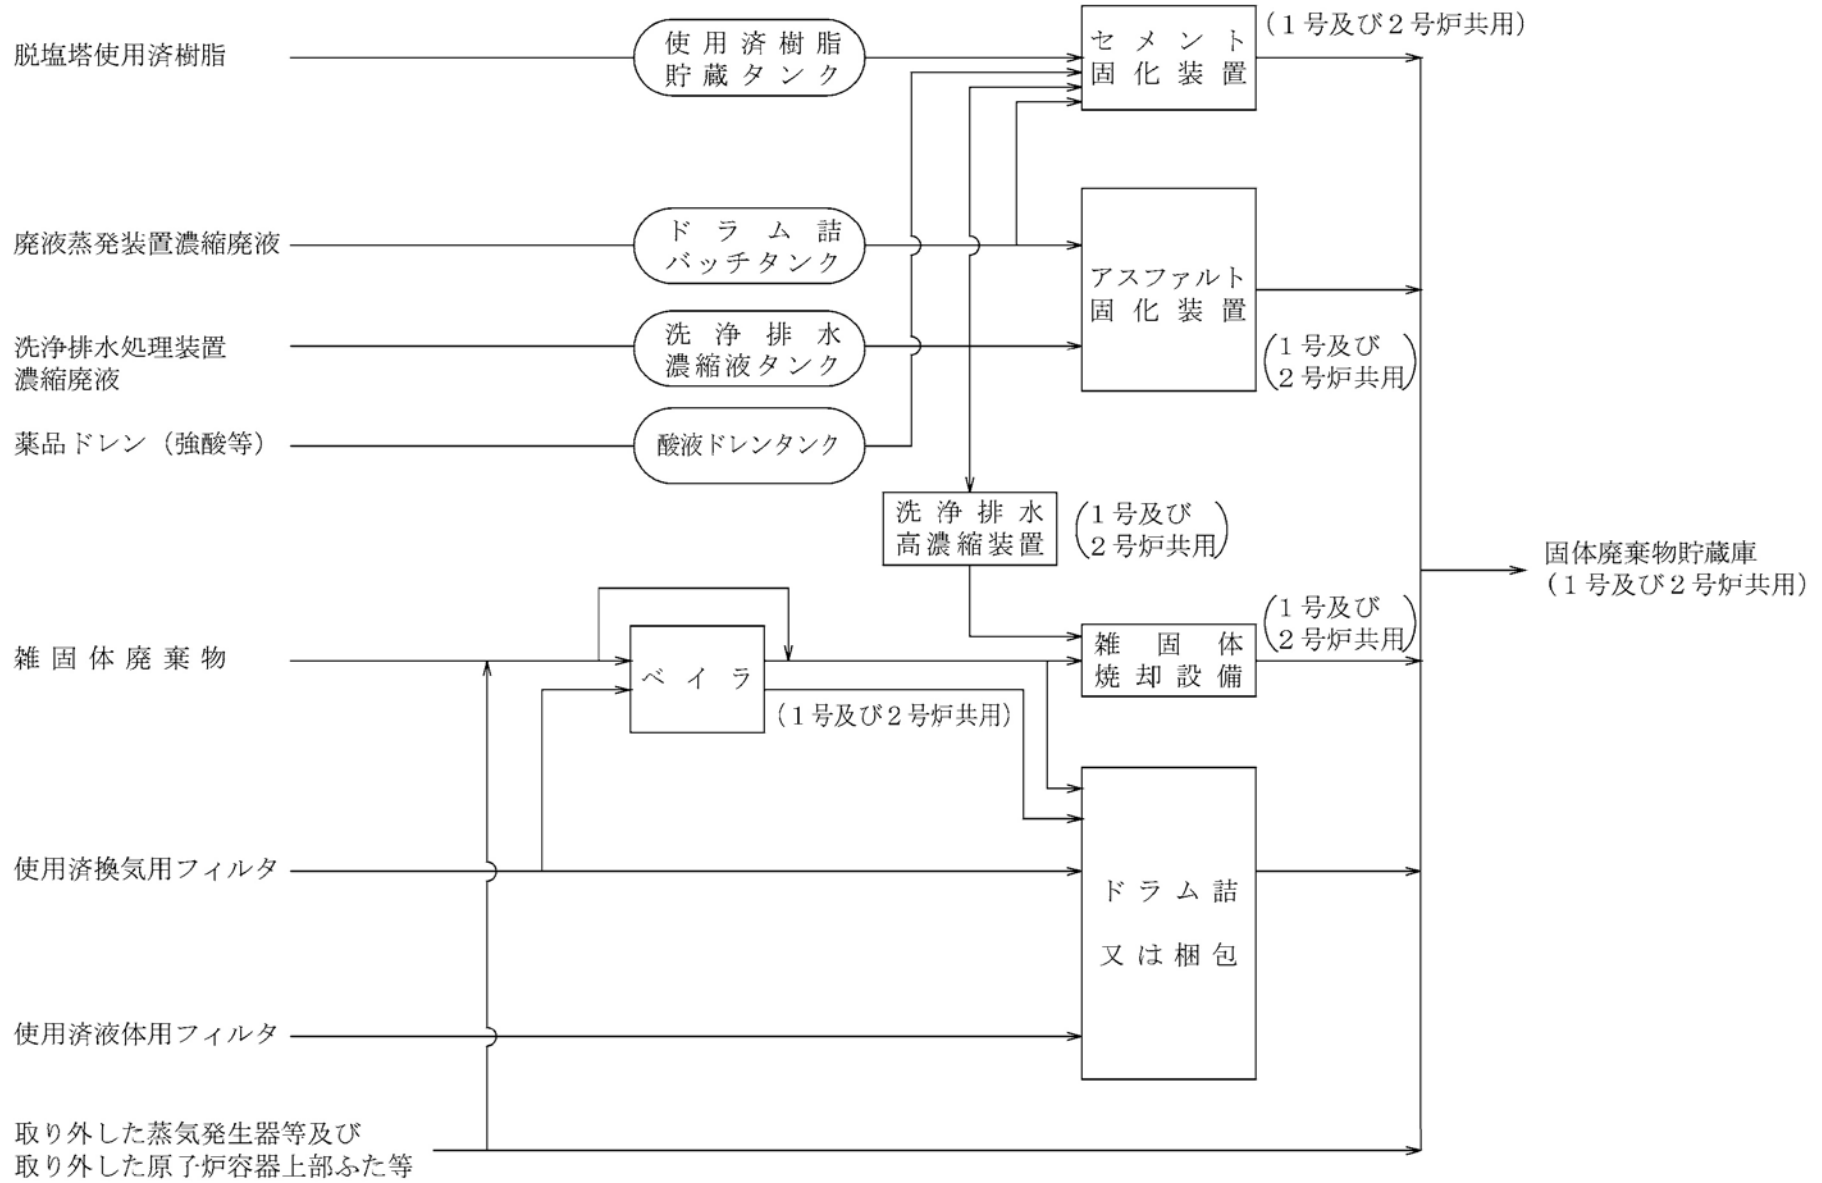 脱塩塔使用済樹脂
使用済樹脂
貯蔵タンク
セメント
固化装置
(1号及び2号炉共用)
廃液蒸発装置濃縮廃液
ドラム詰
バッチタンク
アスファルト
固化装置
(1号及び
2号炉共用)
洗浄排水処理装置
濃縮廃液
洗浄排水
濃縮液タンク
薬品ドレン(強酸等)
酸液ドレンタンク
洗浄排水
高濃縮装置
(1号及び
2号炉共用)
固体廃棄物貯蔵庫
(1号及び2号炉共用)
雑固体廃棄物
ベイラ
(1号及び2号炉共用)
雑固体
焼却設備
(1号及び
2号炉共用)
使用済換気用フィルタ
ドラム詰
又は梱包
使用済液体用フィルタ
取り外した蒸気発生器等及び
取り外した原子炉容器上部ふた等